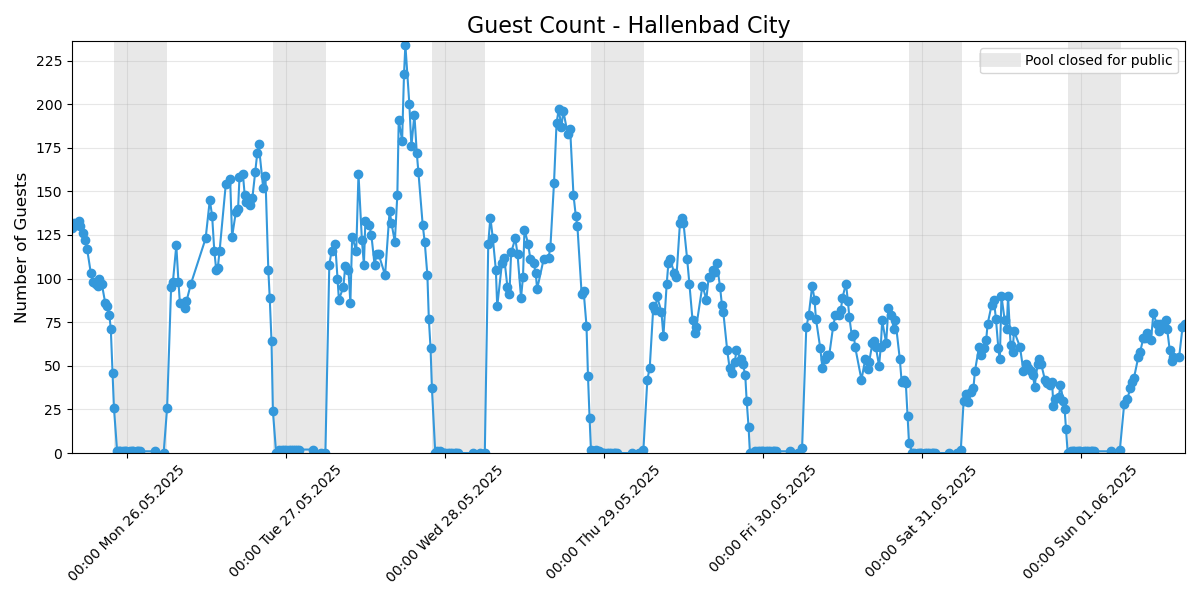 Guest Count - Hallenbad City
Pool closed for public
Number of Guests
225
200
175
150
125
100
75
50
25
0
00:00 Mon 26.05.2025
00:00 Tue 27.05.2025
00:00 Wed 28.05.2025
00:00 Thu 29.05.2025
00:00 Fri 30.05.2025
00:00 Sat 31.05.2025
00:00 Sun 01.06.2025